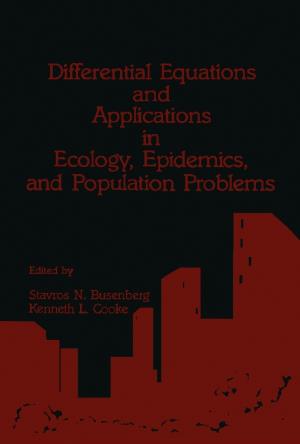 Differential Equations
and
Applications
in
Ecology, Epidemics,
and Population Problems
Edited by
Stavros N. Busenberg
Kenneth L. Cooke